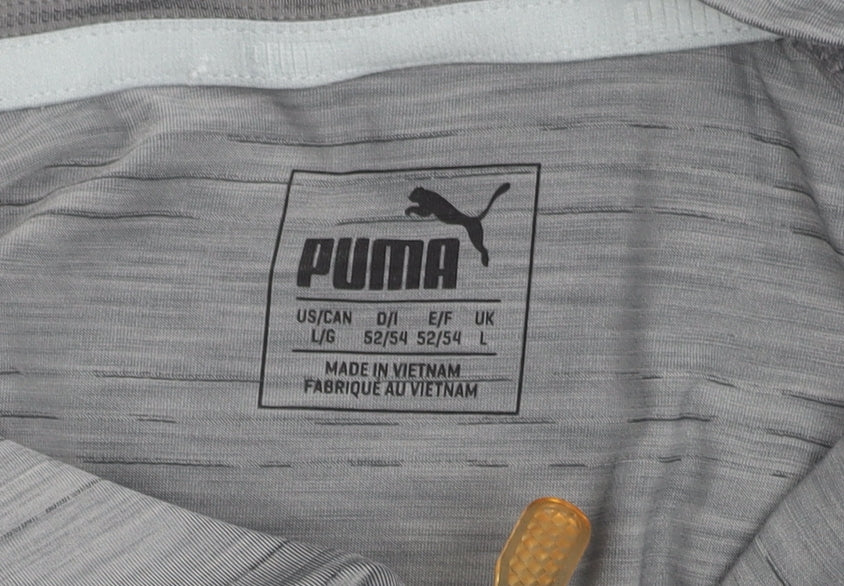 PUMA
US/CAN D/I E/F UK
L/G 52/54 52/54 L
MADE IN VIETNAM
FABRIQUÉ AU VIETNAM